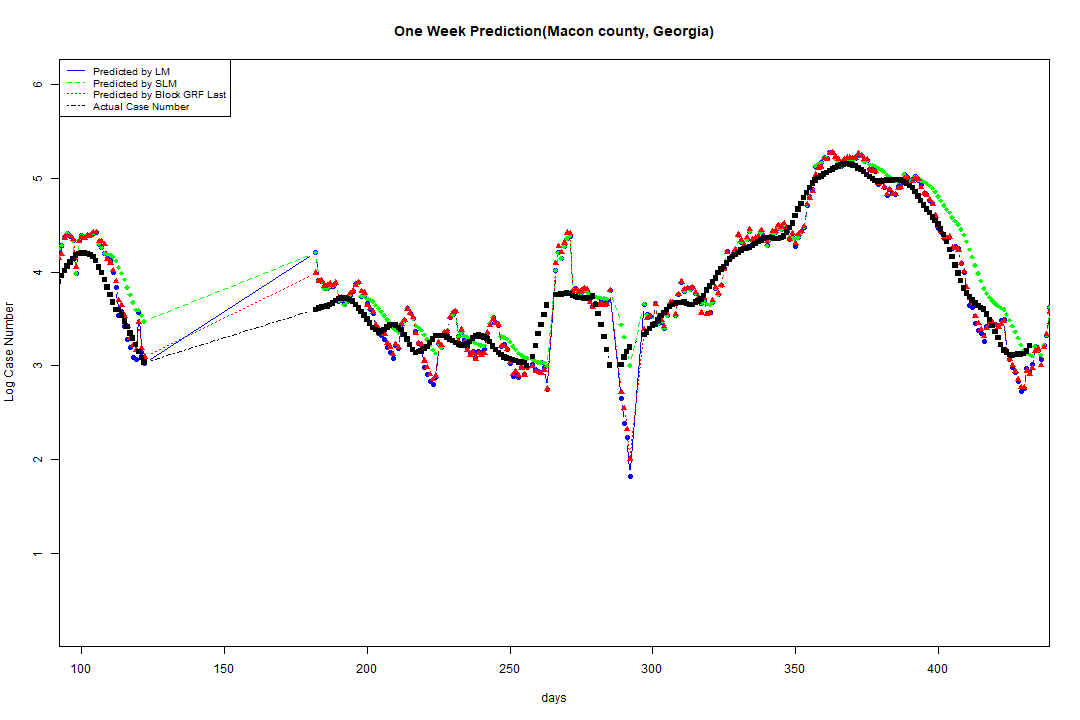 One Week Prediction(Macon county, Georgia)
Predicted by LM
Predicted by SLM
Predicted by Block GRF Last
Actual Case Number
6
5
4
3
2
1
Log Case Number
100 150 200 250 300 350 400
days